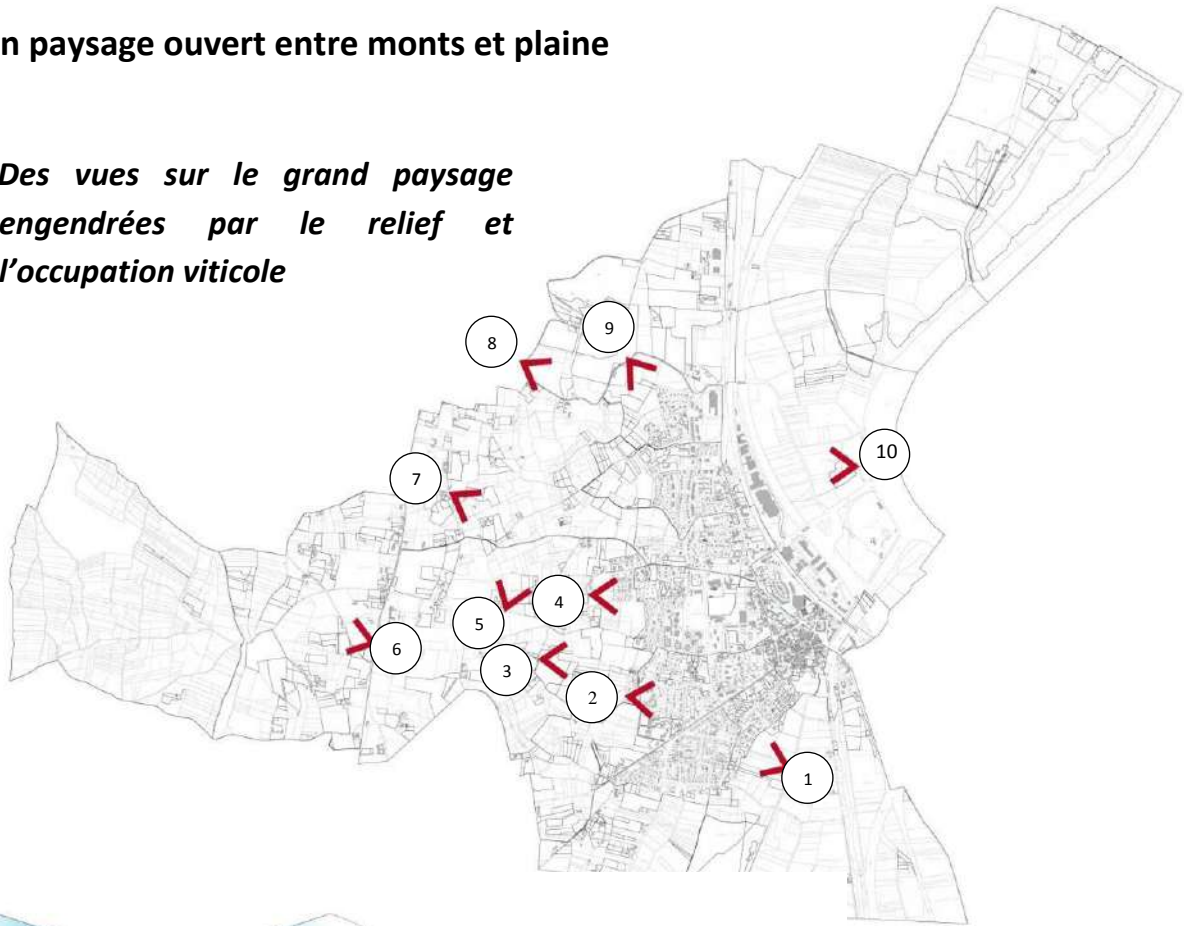 n paysage ouvert entre monts et plaine
Des vues sur le grand paysage
engendrées par le relief et
l'occupation viticole
9
8
10
7
4
5
6
3
2
1